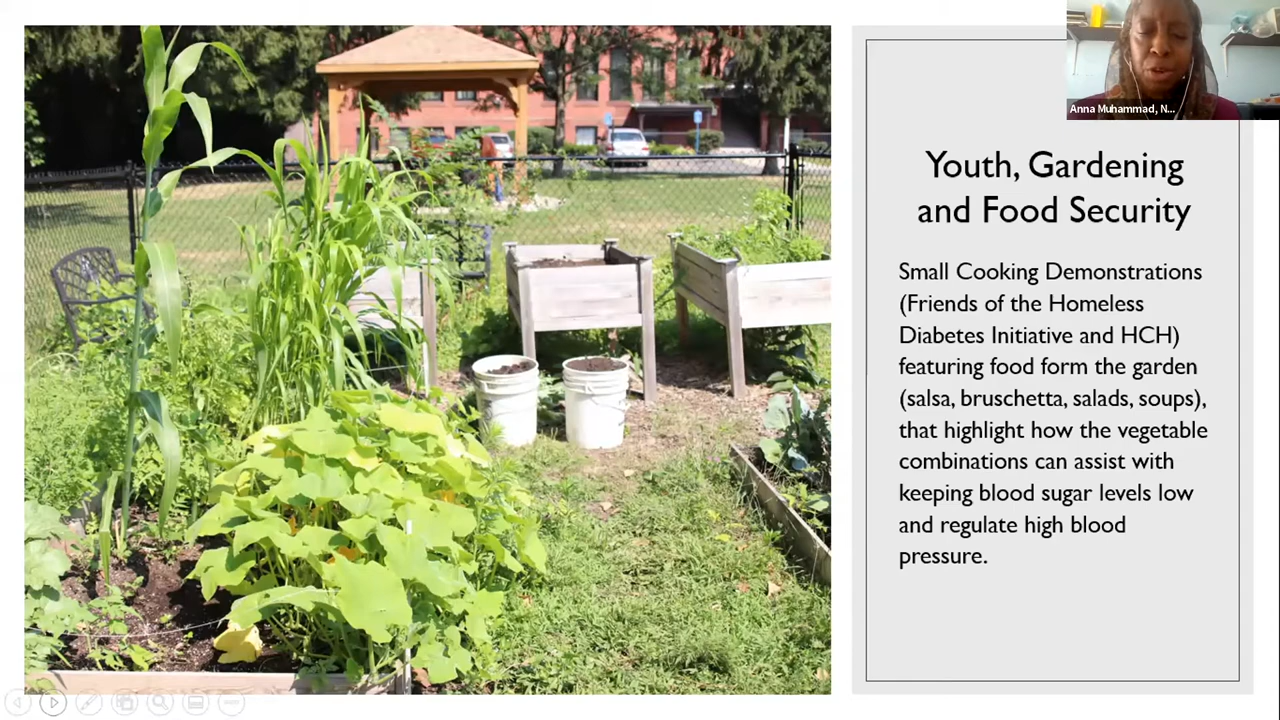 Anna Muhammad, N...
Youth, Gardening
and Food Security
Small Cooking Demonstrations
(Friends of the Homeless
Diabetes Initiative and HCH)
featuring food form the garden
(salsa, bruschetta, salads, soups),
that highlight how the vegetable
combinations can assist with
keeping blood sugar levels low
and regulate high blood
pressure.